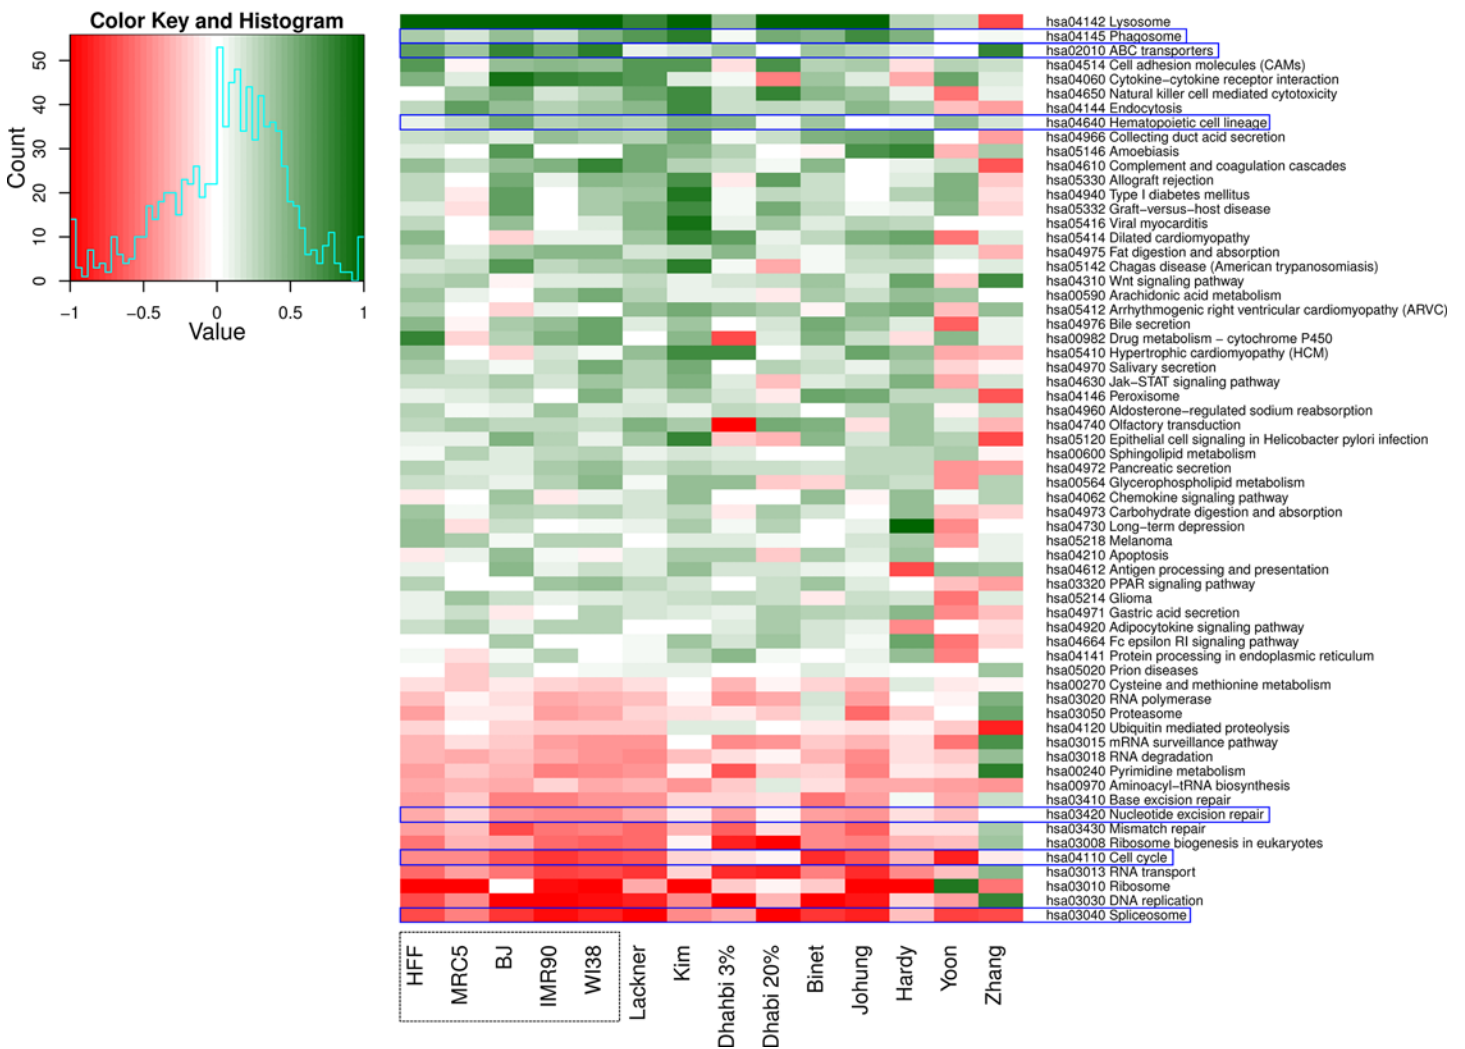 Color Key and Histogram
Count
0
10
20
30
40
50
−1
−0.5
0
0.5
1
Value
hsa04142 Lysosome
hsa04145 Phagosome
hsa02010 ABC transporters
hsa04514 Cell adhesion molecules (CAMs)
hsa04060 Cytokine−cytokine receptor interaction
hsa04650 Natural killer cell mediated cytotoxicity
hsa04144 Endocytosis
hsa04640 Hematopoietic cell lineage
hsa04966 Collecting duct acid secretion
hsa05146 Amoebiasis
hsa04610 Complement and coagulation cascades
hsa05330 Allograft rejection
hsa04940 Type I diabetes mellitus
hsa05332 Graft−versus−host disease
hsa05416 Viral myocarditis
hsa05414 Dilated cardiomyopathy
hsa04975 Fat digestion and absorption
hsa05142 Chagas disease (American trypanosomiasis)
hsa04310 Wnt signaling pathway
hsa00590 Arachidonic acid metabolism
hsa05412 Arrhythmogenic right ventricular cardiomyopathy (ARVC)
hsa04976 Bile secretion
hsa00982 Drug metabolism − cytochrome P450
hsa05410 Hypertrophic cardiomyopathy (HCM)
hsa04970 Salivary secretion
hsa04630 Jak−STAT signaling pathway
hsa04146 Peroxisome
hsa04960 Aldosterone−regulated sodium reabsorption
hsa04740 Olfactory transduction
hsa05120 Epithelial cell signaling in Helicobacter pylori infection
hsa00600 Sphingolipid metabolism
hsa04972 Pancreatic secretion
hsa00564 Glycerophospholipid metabolism
hsa04062 Chemokine signaling pathway
hsa04973 Carbohydrate digestion and absorption
hsa04730 Long−term depression
hsa05218 Melanoma
hsa04210 Apoptosis
hsa04612 Antigen processing and presentation
hsa03320 PPAR signaling pathway
hsa05214 Glioma
hsa04971 Gastric acid secretion
hsa04920 Adipocytokine signaling pathway
hsa04664 Fc epsilon RI signaling pathway
hsa04141 Protein processing in endoplasmic reticulum
hsa05020 Prion diseases
hsa00270 Cysteine and methionine metabolism
hsa03020 RNA polymerase
hsa03050 Proteasome
hsa04120 Ubiquitin mediated proteolysis
hsa03015 mRNA surveillance pathway
hsa03018 RNA degradation
hsa00240 Pyrimidine metabolism
hsa00970 Aminoacyl−tRNA biosynthesis
hsa03410 Base excision repair
hsa03420 Nucleotide excision repair
hsa03430 Mismatch repair
hsa03008 Ribosome biogenesis in eukaryotes
hsa04110 Cell cycle
hsa03013 RNA transport
hsa03010 Ribosome
hsa03030 DNA replication
hsa03040 Spliceosome
HFF
MRC5
BJ
IMR90
WI38
Lackner
Kim
Dhahbi 3%
Dhabi 20%
Binet
Johung
Hardy
Yoon
Zhang